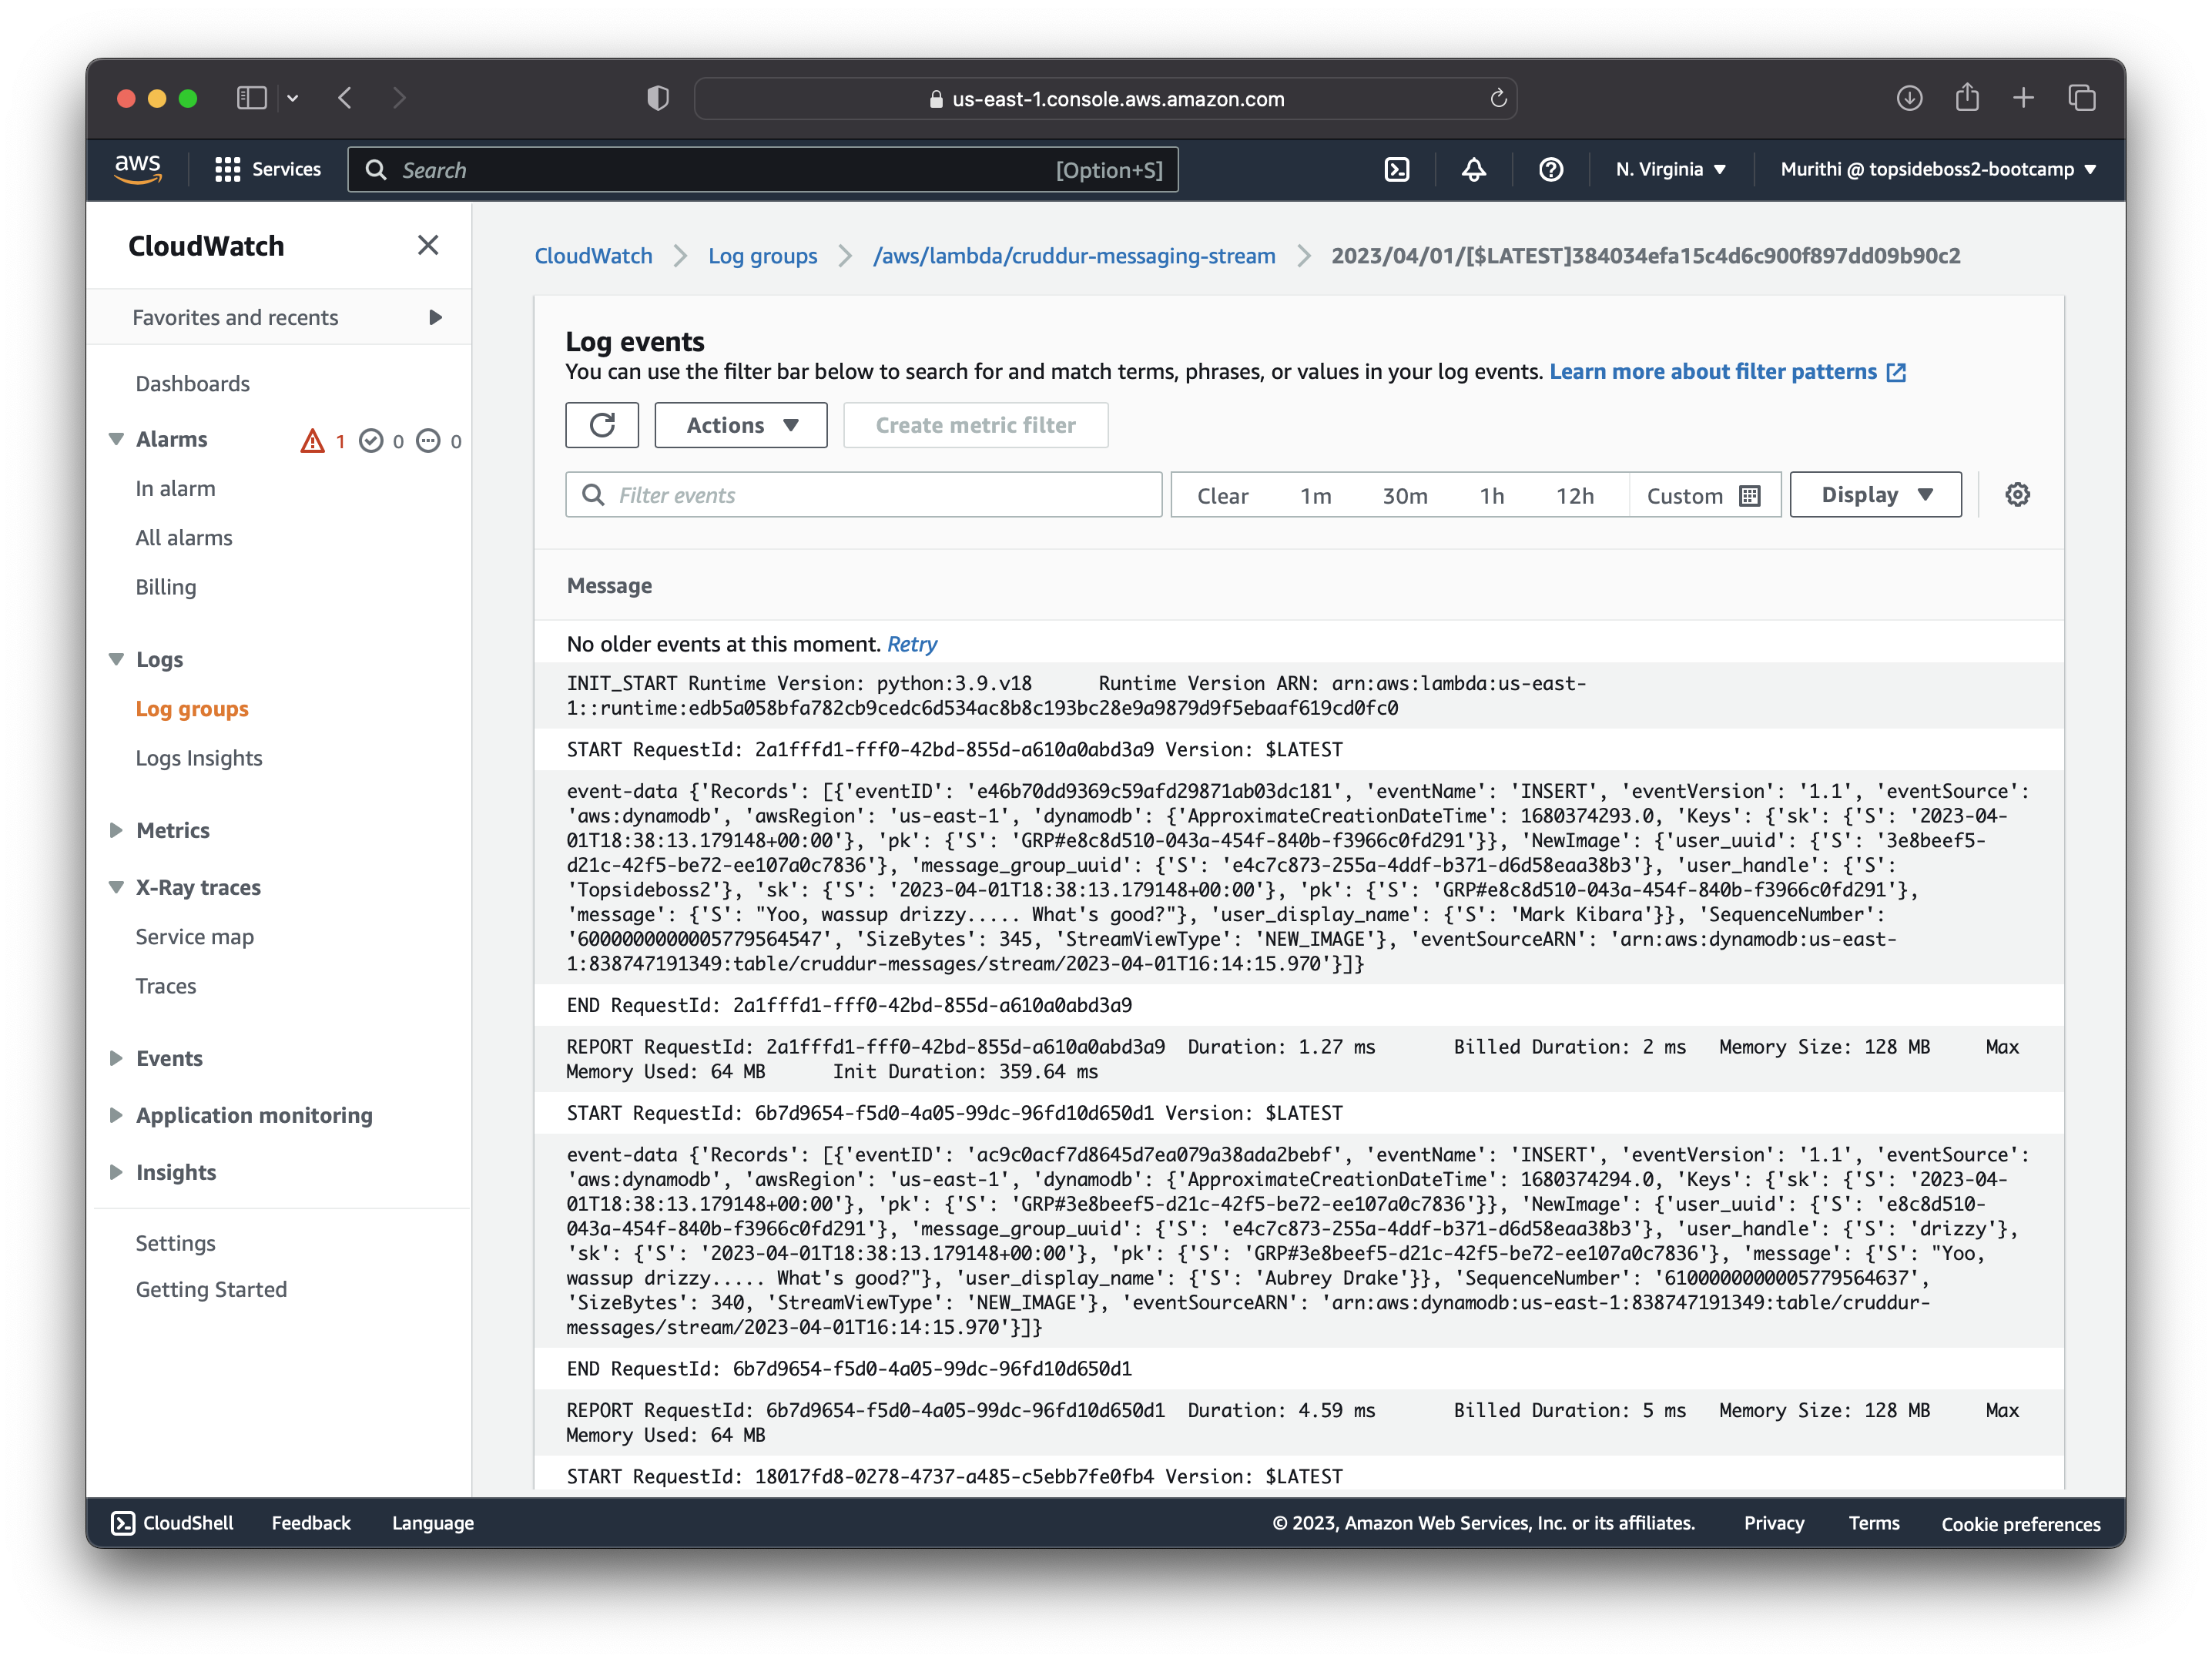 us-east-1.console.aws.amazon.com
aws
Services
Search
[Option+S]
N. Virginia
Murithi @ topsideboss2-bootcamp
CloudWatch
Favorites and recents
Dashboards
Alarms
1
0
0
In alarm
All alarms
Billing
Logs
Log groups
Logs Insights
Metrics
X-Ray traces
Service map
Traces
Events
Application monitoring
Insights
Settings
Getting Started
CloudWatch
Log groups
/aws/lambda/cruddur-messaging-stream
2023/04/01/[$LATEST]384034efa15c4d6c900f897dd09b90c2
Log events
You can use the filter bar below to search for and match terms, phrases, or values in your log events. Learn more about filter patterns
Actions
Create metric filter
Filter events
Clear
1m
30m
1h
12h
Custom
Display
Message
No older events at this moment. Retry
INIT_START Runtime Version: python:3.9.v18 Runtime Version ARN: arn:aws:lambda:us-east-
1::runtime:edb5a058bfa782cb9cedc6d534ac8b8c193bc28e9a9879d9f5ebaaf619cd0fc0
START RequestId: 2a1fffd1-fff0-42bd-855d-a610a0abd3a9 Version: $LATEST
event-data {'Records': [{'eventID': 'e46b70dd9369c59afd29871ab03dc181', 'eventName': 'INSERT', 'eventVersion': '1.1', 'eventSource':
'aws:dynamodb', 'awsRegion': 'us-east-1', 'dynamodb': {'ApproximateCreationDateTime': 1680374293.0, 'Keys': {'sk': {'S': '2023-04-
01T18:38:13.179148+00:00'}, 'pk': {'S': 'GRP#e8c8d510-043a-454f-840b-f3966c0fd291'}}, 'NewImage': {'user_uuid': {'S': '3e8beef5-
d21c-42f5-be72-ee107a0c7836'}, 'message_group_uuid': {'S': 'e4c7c873-255a-4ddf-b371-d6d58eaa38b3'}, 'user_handle': {'S':
'Topsideboss2'}, 'sk': {'S': '2023-04-01T18:38:13.179148+00:00'}, 'pk': {'S': 'GRP#e8c8d510-043a-454f-840b-f3966c0fd291'},
'message': {'S': "Yoo, wassup drizzy..... What's good?"}, 'user_display_name': {'S': 'Mark Kibara'}}, 'SequenceNumber':
'6000000000005779564547', 'SizeBytes': 345, 'StreamViewType': 'NEW_IMAGE'}, 'eventSourceARN': 'arn:aws:dynamodb:us-east-
1:838747191349:table/cruddur-messages/stream/2023-04-01T16:14:15.970'}]}
END RequestId: 2a1fffd1-fff0-42bd-855d-a610a0abd3a9
REPORT RequestId: 2a1fffd1-fff0-42bd-855d-a610a0abd3a9 Duration: 1.27 ms Billed Duration: 2 ms Memory Size: 128 MB Max
Memory Used: 64 MB Init Duration: 359.64 ms
START RequestId: 6b7d9654-f5d0-4a05-99dc-96fd10d650d1 Version: $LATEST
event-data {'Records': [{'eventID': 'ac9c0acf7d8645d7ea079a38ada2bebf', 'eventName': 'INSERT', 'eventVersion': '1.1', 'eventSource':
'aws:dynamodb', 'awsRegion': 'us-east-1', 'dynamodb': {'ApproximateCreationDateTime': 1680374294.0, 'Keys': {'sk': {'S': '2023-04-
01T18:38:13.179148+00:00'}, 'pk': {'S': 'GRP#3e8beef5-d21c-42f5-be72-ee107a0c7836'}}, 'NewImage': {'user_uuid': {'S': 'e8c8d510-
043a-454f-840b-f3966c0fd291'}, 'message_group_uuid': {'S': 'e4c7c873-255a-4ddf-b371-d6d58eaa38b3'}, 'user_handle': {'S': 'drizzy'},
'sk': {'S': '2023-04-01T18:38:13.179148+00:00'}, 'pk': {'S': 'GRP#3e8beef5-d21c-42f5-be72-ee107a0c7836'}, 'message': {'S': "Yoo,
wassup drizzy..... What's good?"}, 'user_display_name': {'S': 'Aubrey Drake'}}, 'SequenceNumber': '6100000000005779564637',
'SizeBytes': 340, 'StreamViewType': 'NEW_IMAGE'}, 'eventSourceARN': 'arn:aws:dynamodb:us-east-1:838747191349:table/cruddur-
messages/stream/2023-04-01T16:14:15.970'}]}
END RequestId: 6b7d9654-f5d0-4a05-99dc-96fd10d650d1
REPORT RequestId: 6b7d9654-f5d0-4a05-99dc-96fd10d650d1 Duration: 4.59 ms Billed Duration: 5 ms Memory Size: 128 MB Max
Memory Used: 64 MB
START RequestId: 18017fd8-0278-4737-a485-c5ebb7fe0fb4 Version: $LATEST
CloudShell
Feedback
Language
© 2023, Amazon Web Services, Inc. or its affiliates.
Privacy
Terms
Cookie preferences